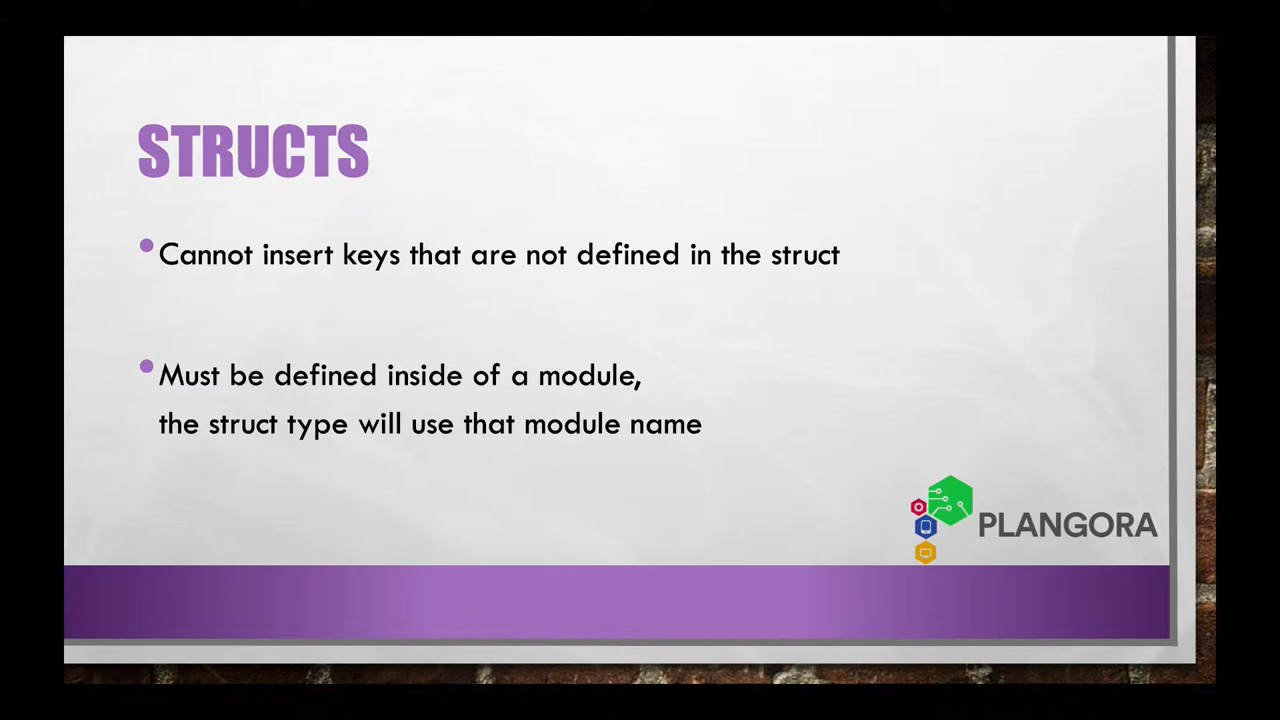 STRUCTS
•Cannot insert keys that are not defined in the struct
•Must be defined inside of a module,
the struct type will use that module name
PLANGORA